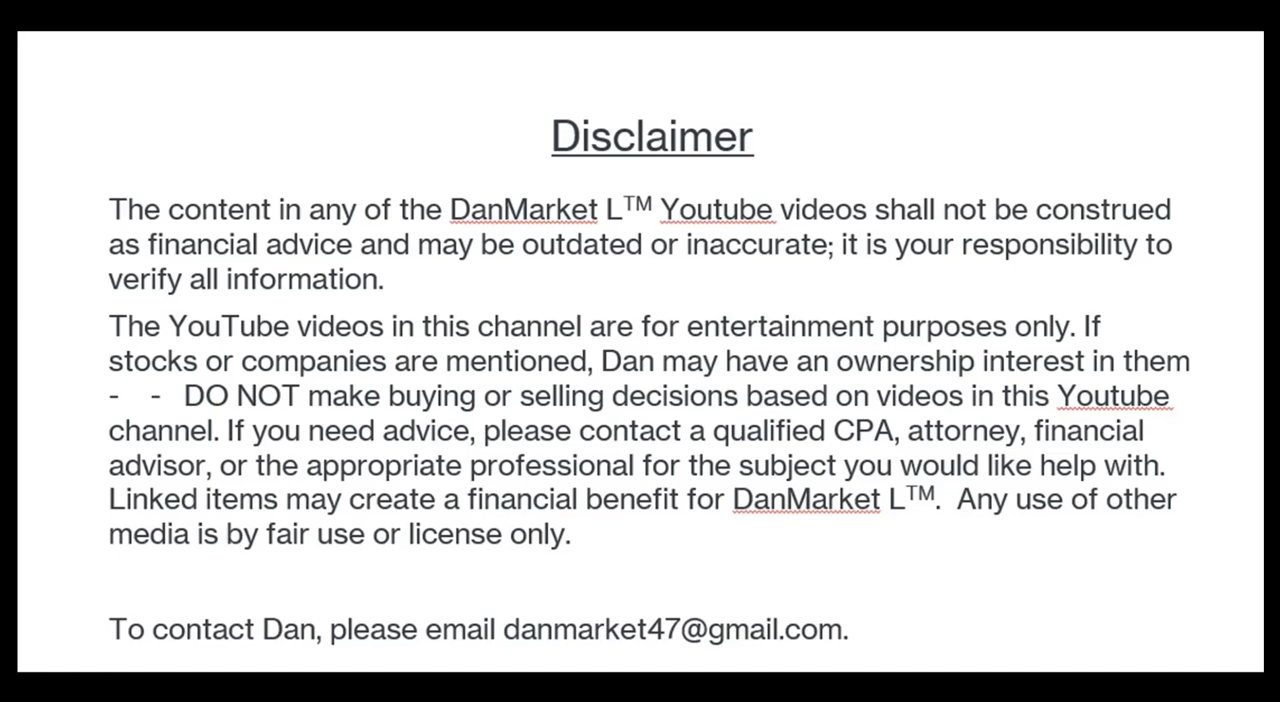 Disclaimer
The content in any of the DanMarket L™ Youtube videos shall not be construed
as financial advice and may be outdated or inaccurate; it is your responsibility to
verify all information.
The YouTube videos in this channel are for entertainment purposes only. If
stocks or companies are mentioned, Dan may have an ownership interest in them
- - DO NOT make buying or selling decisions based on videos in this Youtube
channel. If you need advice, please contact a qualified CPA, attorney, financial
advisor, or the appropriate professional for the subject you would like help with.
Linked items may create a financial benefit for DanMarket L™. Any use of other
media is by fair use or license only.
To contact Dan, please email danmarket47@gmail.com.